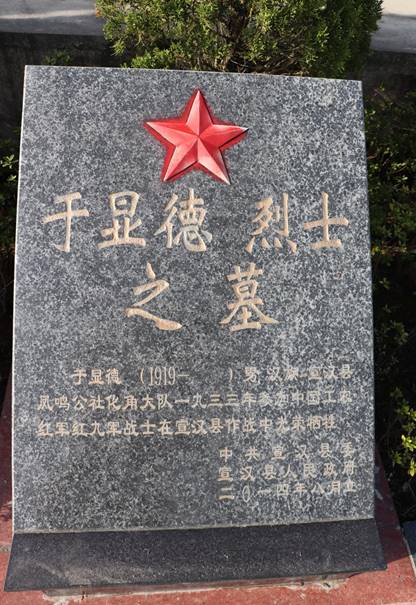 于显德 烈士
之墓
于显德 (1919— ) 男 汉族 宣汉县
凤鸣公社化角大队一九三三年参加中国工农
红军红九军战士在宣汉县作战中光荣牺牲
中共宣汉县委
宣汉县人民政府
二0一四年八月立